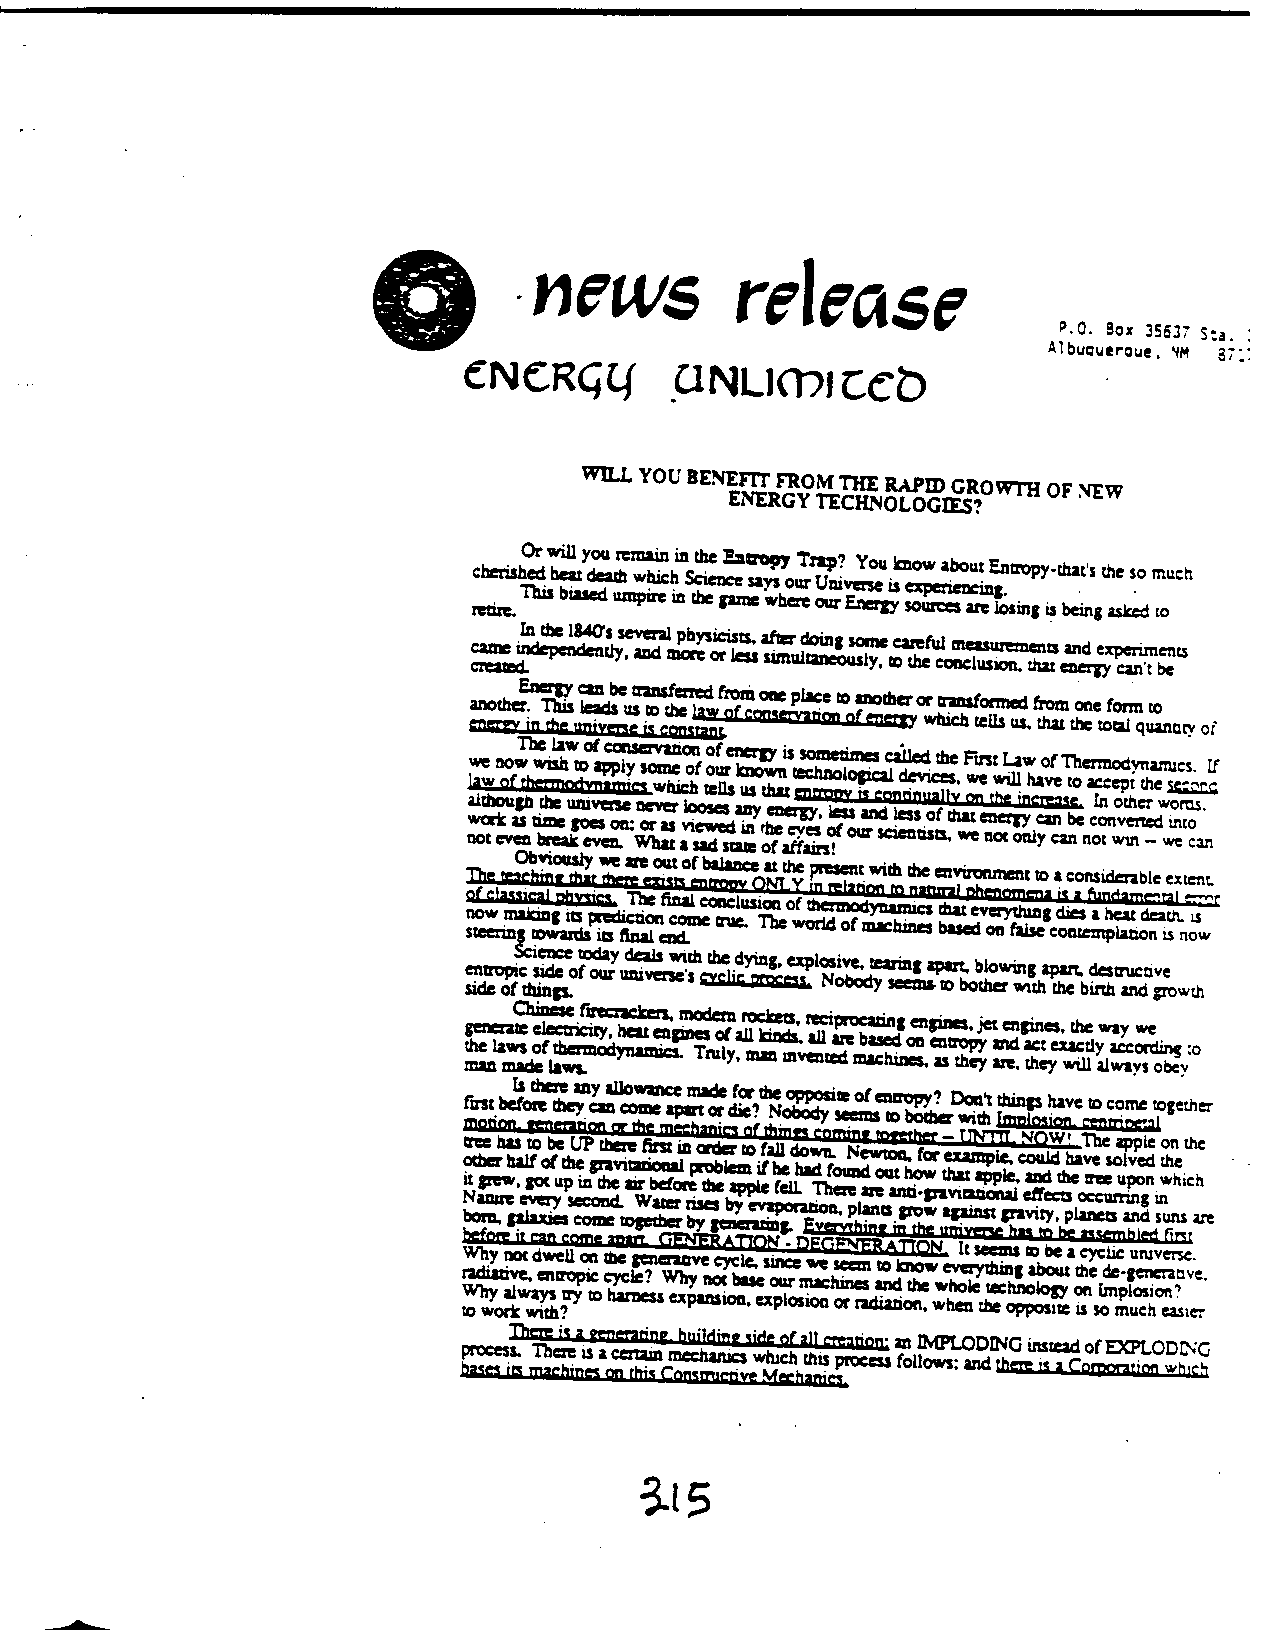 news release
P.O. Box 35637 Sta.
Albuquerque, NM
ENERGY UNLIMITED
WILL YOU BENEFIT FROM THE RAPID GROWTH OF NEW
ENERGY TECHNOLOGIES?
Or will you remain in the Entropy Trap? You know about Entropy-that's the so much
cherished heat death which Science says our Universe is experiencing.
This biased umpire in the game where our Energy sources are losing is being asked to
retire.
In the 1840's several physicists, after doing some careful measurements and experiments
came independently, and more or less simultaneously, to the conclusion, that energy can't be
created.
Energy can be transferred from one place to another or transformed from one form to
another. This leads us to the law of conservation of energy which tells us, that the total quantity of
energy in the universe is constant.
The law of conservation of energy is sometimes called the First Law of Thermodynamics. If
we now wish to apply some of our known technological devices, we will have to accept the second
law of thermodynamics which tells us that entropy is continually on the increase. In other words,
although the universe never looses any energy, less and less of that energy can be converted into
work as time goes on; or as viewed in the eyes of our scientists, we not only can not win – we can
not even break even. What a sad state of affairs!
Obviously we are out of balance at the present with the environment to a considerable extent.
The teaching that there exists entropy ONLY in relation to natural phenomena is a fundamental error
of classical physics. The final conclusion of thermodynamics that everything dies a heat death, is
now making its prediction come true. The world of machines based on false contemplation is now
steering towards its final end.
Science today deals with the dying, explosive, tearing apart, blowing apart, destructive
entropic side of our universe's cyclic process. Nobody seems to bother with the birth and growth
side of things.
Chinese firecrackers, modern rockets, reciprocating engines, jet engines, the way we
generate electricity, heat engines of all kinds, all are based on entropy and act exactly according to
the laws of thermodynamics. Truly, man invented machines, as they are, they will always obey
man made laws.
Is there any allowance made for the opposite of entropy? Don't things have to come together
first before they can come apart or die? Nobody seems to bother with Implosion, centripetal
motion, generation or the mechanics of things coming together – UNTIL NOW! The apple on the
tree has to be UP there first in order to fall down. Newton, for example, could have solved the
other half of the gravitational problem if he had found out how that apple, and the tree upon which
it grew, got up in the air before the apple fell. There are anti-gravitational effects occurring in
Nature every second. Water rises by evaporation, plants grow against gravity, planets and suns are
born, galaxies come together by generating. Everything in the universe has to be assembled first
before it can come apart. GENERATION - DEGENERATION. It seems to be a cyclic universe.
Why not dwell on the generative cycle, since we seem to know everything about the de-generative,
radiative, entropic cycle? Why not base our machines and the whole technology on Implosion?
Why always try to harness expansion, explosion or radiation, when the opposite is so much easier
to work with?
There is a generating, building side of all creation; an IMPLODING instead of EXPLODING
process. There is a certain mechanics which this process follows; and there is a Corporation which
bases its machines on this Constructive Mechanics.
315